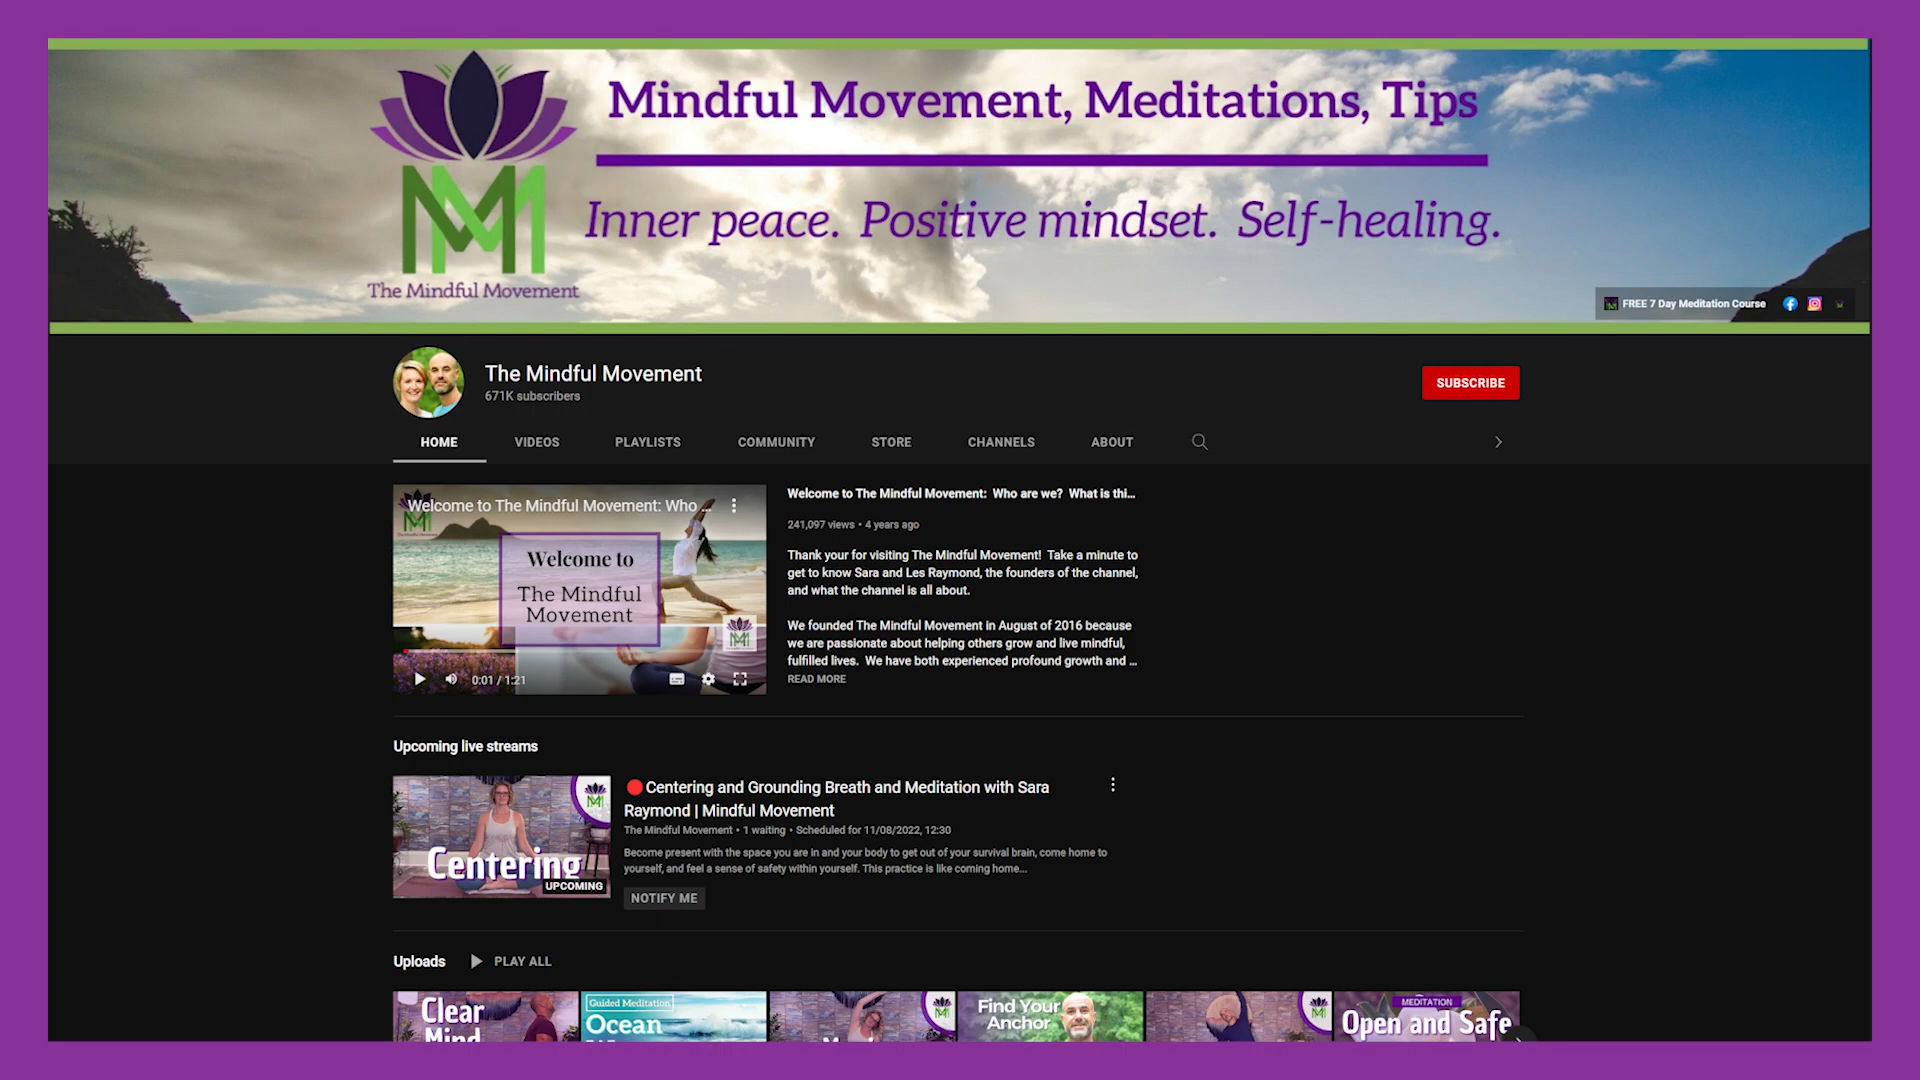 Mindful Movement, Meditations, Tips
Inner peace. Positive mindset. Self-healing.
The Mindful Movement
FREE 7 Day Meditation Course
The Mindful Movement
671K subscribers
SUBSCRIBE
HOME VIDEOS PLAYLISTS COMMUNITY STORE CHANNELS ABOUT
Welcome to The Mindful Movement: Who ...
Welcome to
The Mindful
Movement
0:01 / 1:21
Welcome to The Mindful Movement: Who are we? What is thi...
241,097 views • 4 years ago
Thank your for visiting The Mindful Movement! Take a minute to
get to know Sara and Les Raymond, the founders of the channel,
and what the channel is all about.
We founded The Mindful Movement in August of 2016 because
we are passionate about helping others grow and live mindful,
fulfilled lives. We have both experienced profound growth and ...
READ MORE
Upcoming live streams
Centering
UPCOMING
Centering and Grounding Breath and Meditation with Sara
Raymond | Mindful Movement
The Mindful Movement • 1 waiting • Scheduled for 11/08/2022, 12:30
Become present with the space you are in and your body to get out of your survival brain, come home to
yourself, and feel a sense of safety within yourself. This practice is like coming home...
NOTIFY ME
Uploads PLAY ALL
Clear
Mind
Guided Meditation
Ocean
Find Your
Anchor
MEDITATION
Open and Safe